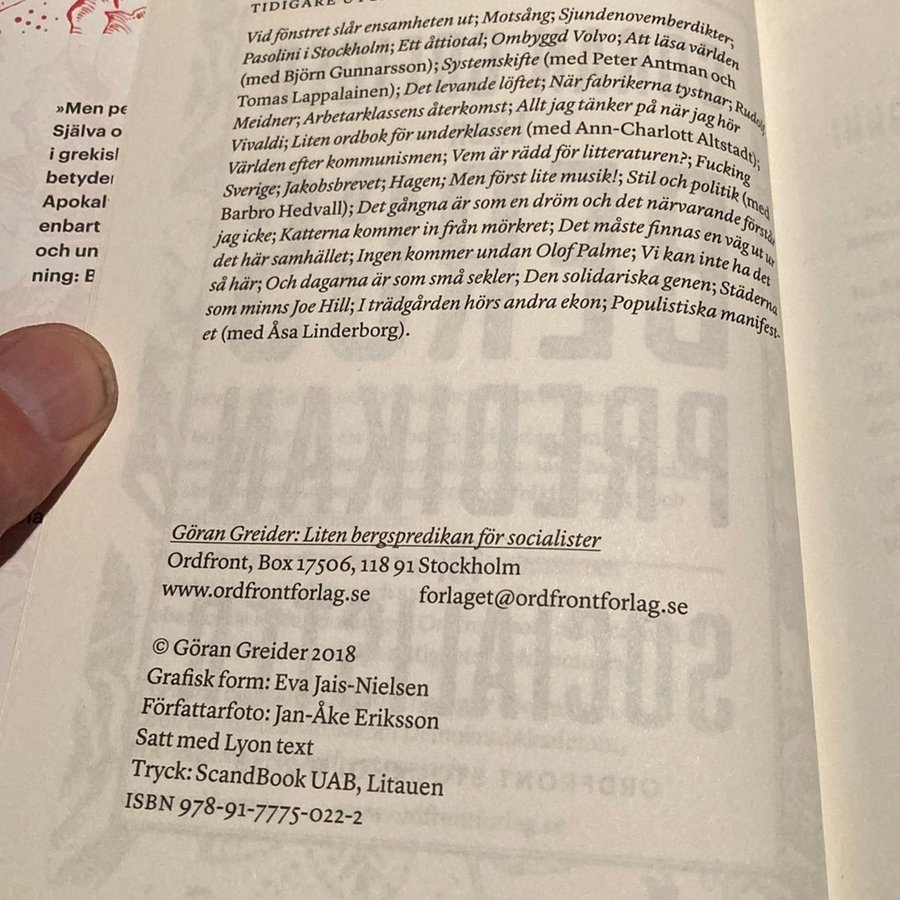 TIDIGARE
Vid fönstret slår ensamheten ut; Motsång; Sjundenovemberdikter;
Pasolini i Stockholm; Ett åttiotal; Ombyggd Volvo; Att läsa världen
(med Björn Gunnarsson); Systemskifte (med Peter Antman och
Tomas Lappalainen); Det levande löftet; När fabrikerna tystnar; Rudolf
Meidner; Arbetarklassens återkomst; Allt jag tänker på när jag hör
Vivaldi; Liten ordbok för underklassen (med Ann-Charlott Altstadt);
Världen efter kommunismen; Vem är rädd för litteraturen?; Fucking
Sverige; Jakobsbrevet; Hagen; Men först lite musik!; Stil och politik (med
Barbro Hedvall); Det gångna är som en dröm och det närvarande förstår
jag icke; Katterna kommer in från mörkret; Det måste finnas en väg ut ur
det här samhället; Ingen kommer undan Olof Palme; Vi kan inte ha det
så här; Och dagarna är som små sekler; Den solidariska genen; Städerna
som minns Joe Hill; I trädgården hörs andra ekon; Populistiska manifest-
et (med Åsa Linderborg).
»Men
Själva
i
Apokal
enbart
och un
ning: B
Göran Greider: Liten bergspredikan för socialister
Ordfront, Box 17506, 118 91 Stockholm
www.ordfrontforlag.se forlaget@ordfrontforlag.se
© Göran Greider 2018
Grafisk form: Eva Jais-Nielsen
Författarfoto: Jan-Åke Eriksson
Satt med Lyon text
Tryck: ScandBook UAB, Litauen
ISBN 978-91-7775-022-2